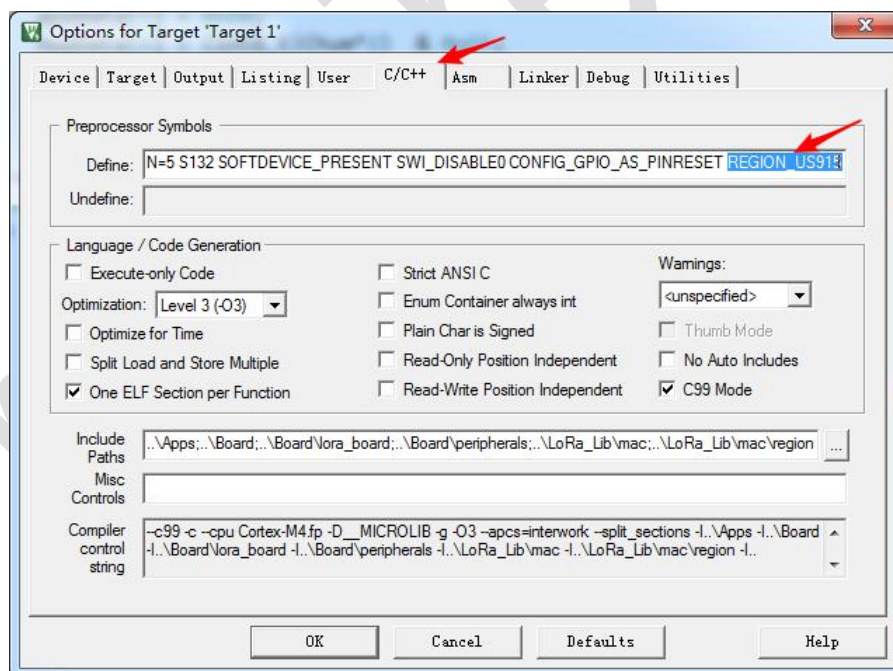 Options for Target 'Target 1'
Device Target Output Listing User C/C++ Asm Linker Debug Utilities
Preprocessor Symbols
Define: N=5 S132 SOFTDEVICE_PRESENT SWI_DISABLE0 CONFIG_GPIO_AS_PINRESET REGION_US915
Undefine:
Language / Code Generation
Execute-only Code Strict ANSI C Warnings:
Optimization: Level 3 (-O3) Enum Container always int <unspecified>
Optimize for Time Plain Char is Signed Thumb Mode
Split Load and Store Multiple Read-Only Position Independent No Auto Includes
One ELF Section per Function Read-Write Position Independent C99 Mode
Include Paths ..\Apps;..\Board;..\Board\lora_board;..\Board\peripherals;..\LoRa_Lib\mac;..\LoRa_Lib\mac\region ...
Misc Controls
Compiler control string --c99 -c --cpu Cortex-M4.fp -D__MICROLIB -g -O3 --apcs=interwork --split_sections -I..\Apps -I..\Board
-I..\Board\lora_board -I..\Board\peripherals -I..\LoRa_Lib\mac -I..\LoRa_Lib\mac\region -I..
OK Cancel Defaults Help